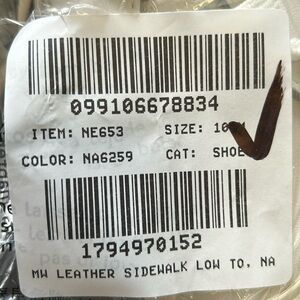 099106678834
ITEM: NE653 SIZE: 10
COLOR: NA6259 CAT: SHOE
1794970152
MW LEATHER SIDEWALK LOW TO, NA